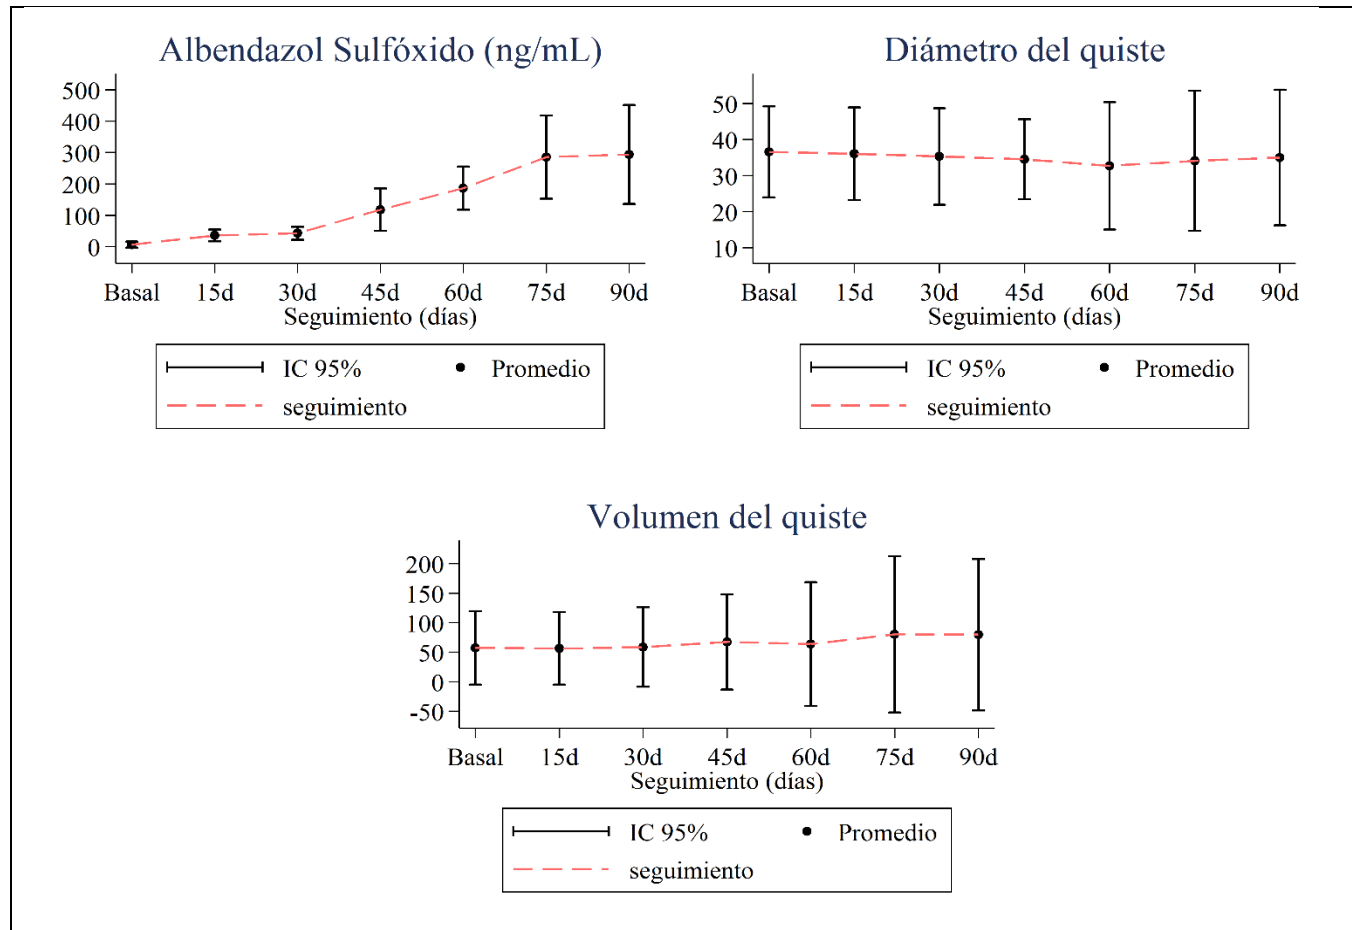 Albendazol Sulfóxido (ng/mL)
500
400
300
200
100
0
Basal 15d 30d 45d 60d 75d 90d
Seguimiento (días)
IC 95% Promedio
seguimiento
Diámetro del quiste
50
40
30
20
10
Basal 15d 30d 45d 60d 75d 90d
Seguimiento (días)
IC 95% Promedio
seguimiento
Volumen del quiste
200
150
100
50
0
-50
Basal 15d 30d 45d 60d 75d 90d
Seguimiento (días)
IC 95% Promedio
seguimiento